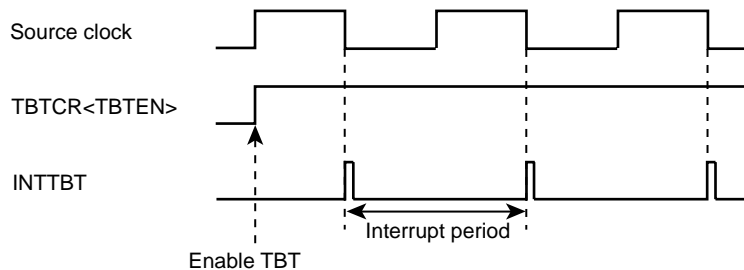 Source clock
TBTCR<TBTEN>
INTTBT
Interrupt period
Enable TBT